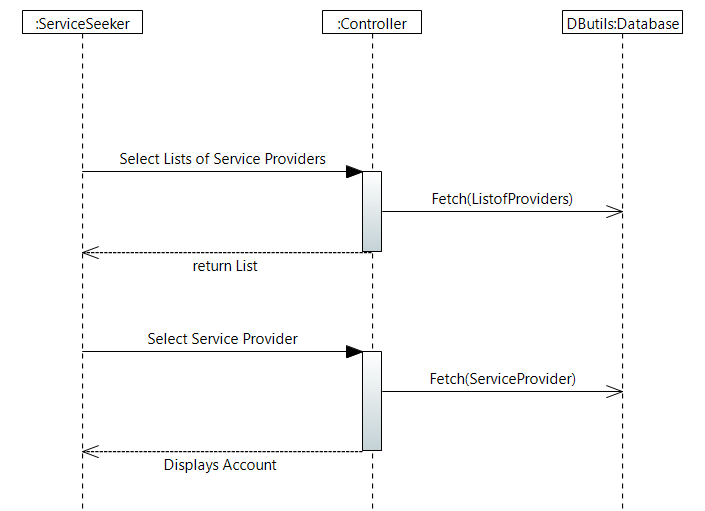 :ServiceSeeker
:Controller
DButils:Database
Select Lists of Service Providers
Fetch(ListofProviders)
return List
Select Service Provider
Fetch(ServiceProvider)
Displays Account